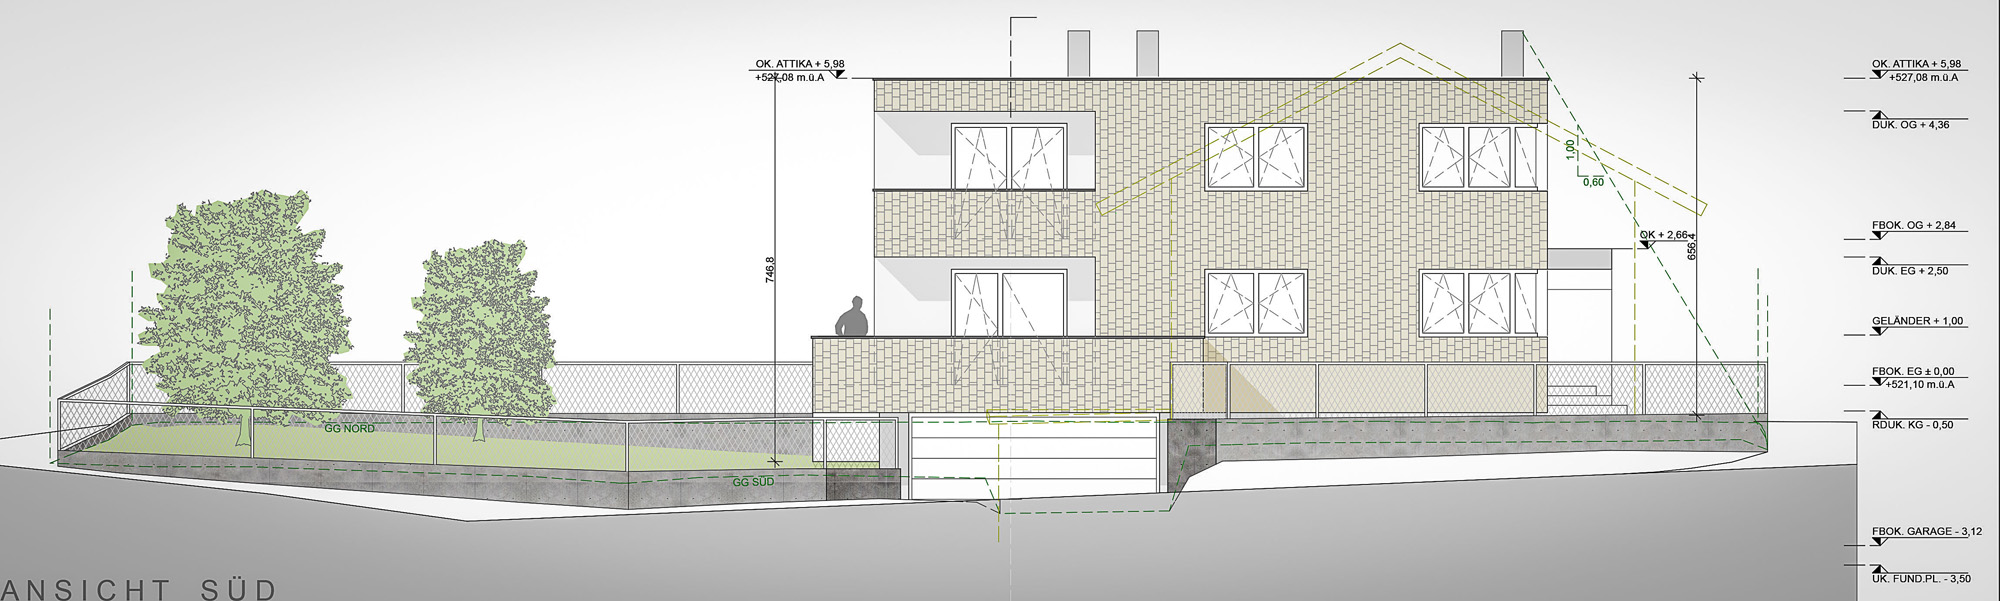 OK. ATTIKA + 5,98
+527,08 m.ü.A
746,8
GG NORD
GG SÜD
1,00
0,60
OK + 2,66
656,4
OK. ATTIKA + 5,98
+527,08 m.ü.A
DUK. OG + 4,36
FBOK. OG + 2,84
DUK. EG + 2,50
GELÄNDER + 1,00
FBOK. EG ± 0,00
+521,10 m.ü.A
RDUK. KG - 0,50
FBOK. GARAGE - 3,12
UK. FUND.PL. - 3,50
ANSICHT SÜD